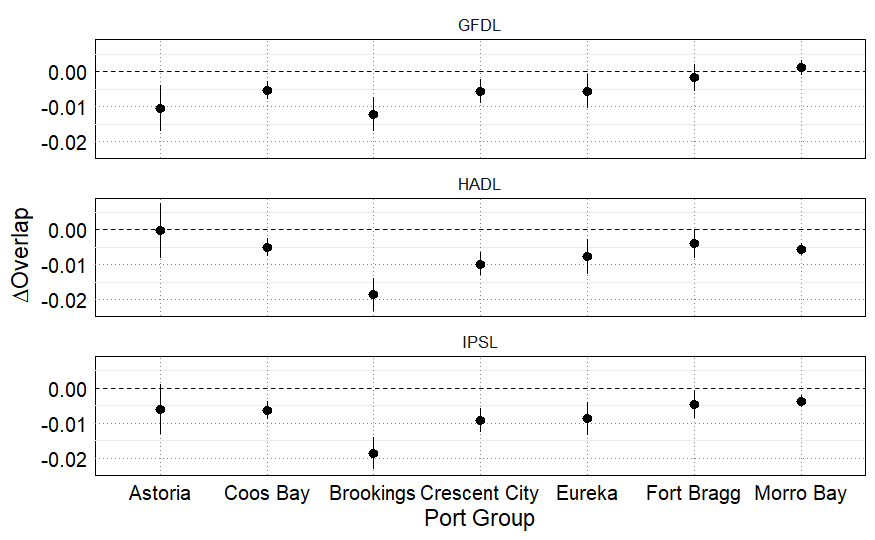 GFDL
0.00
-0.01
-0.02
HADL
0.00
-0.01
-0.02
IPSL
0.00
-0.01
-0.02
ΔOverlap
Astoria Coos Bay Brookings Crescent City Eureka Fort Bragg Morro Bay
Port Group